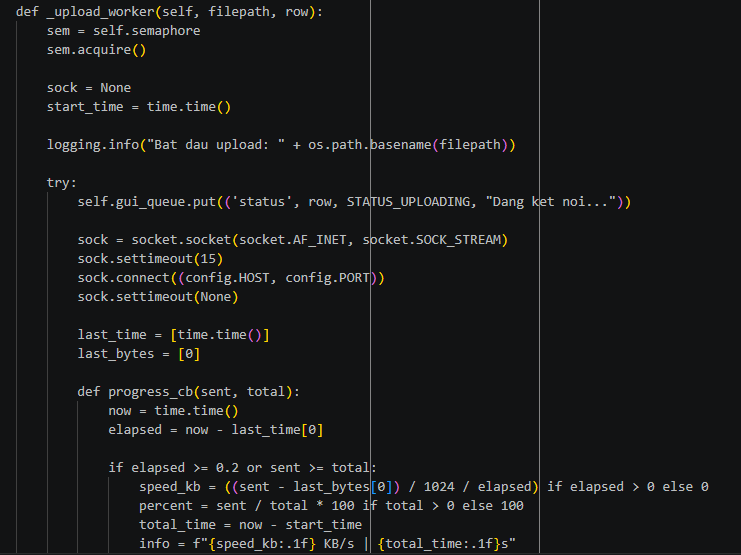 def _upload_worker(self, filepath, row):
    sem = self.semaphore
    sem.acquire()

    sock = None
    start_time = time.time()

    logging.info("Bat dau upload: " + os.path.basename(filepath))

    try:
        self.gui_queue.put(('status', row, STATUS_UPLOADING, "Dang ket noi..."))

        sock = socket.socket(socket.AF_INET, socket.SOCK_STREAM)
        sock.settimeout(15)
        sock.connect((config.HOST, config.PORT))
        sock.settimeout(None)

        last_time = [time.time()]
        last_bytes = [0]

        def progress_cb(sent, total):
            now = time.time()
            elapsed = now - last_time[0]

            if elapsed >= 0.2 or sent >= total:
                speed_kb = ((sent - last_bytes[0]) / 1024 / elapsed) if elapsed > 0 else 0
                percent = sent / total * 100 if total > 0 else 100
                total_time = now - start_time
                info = f"{speed_kb:.1f} KB/s | {total_time:.1f}s"